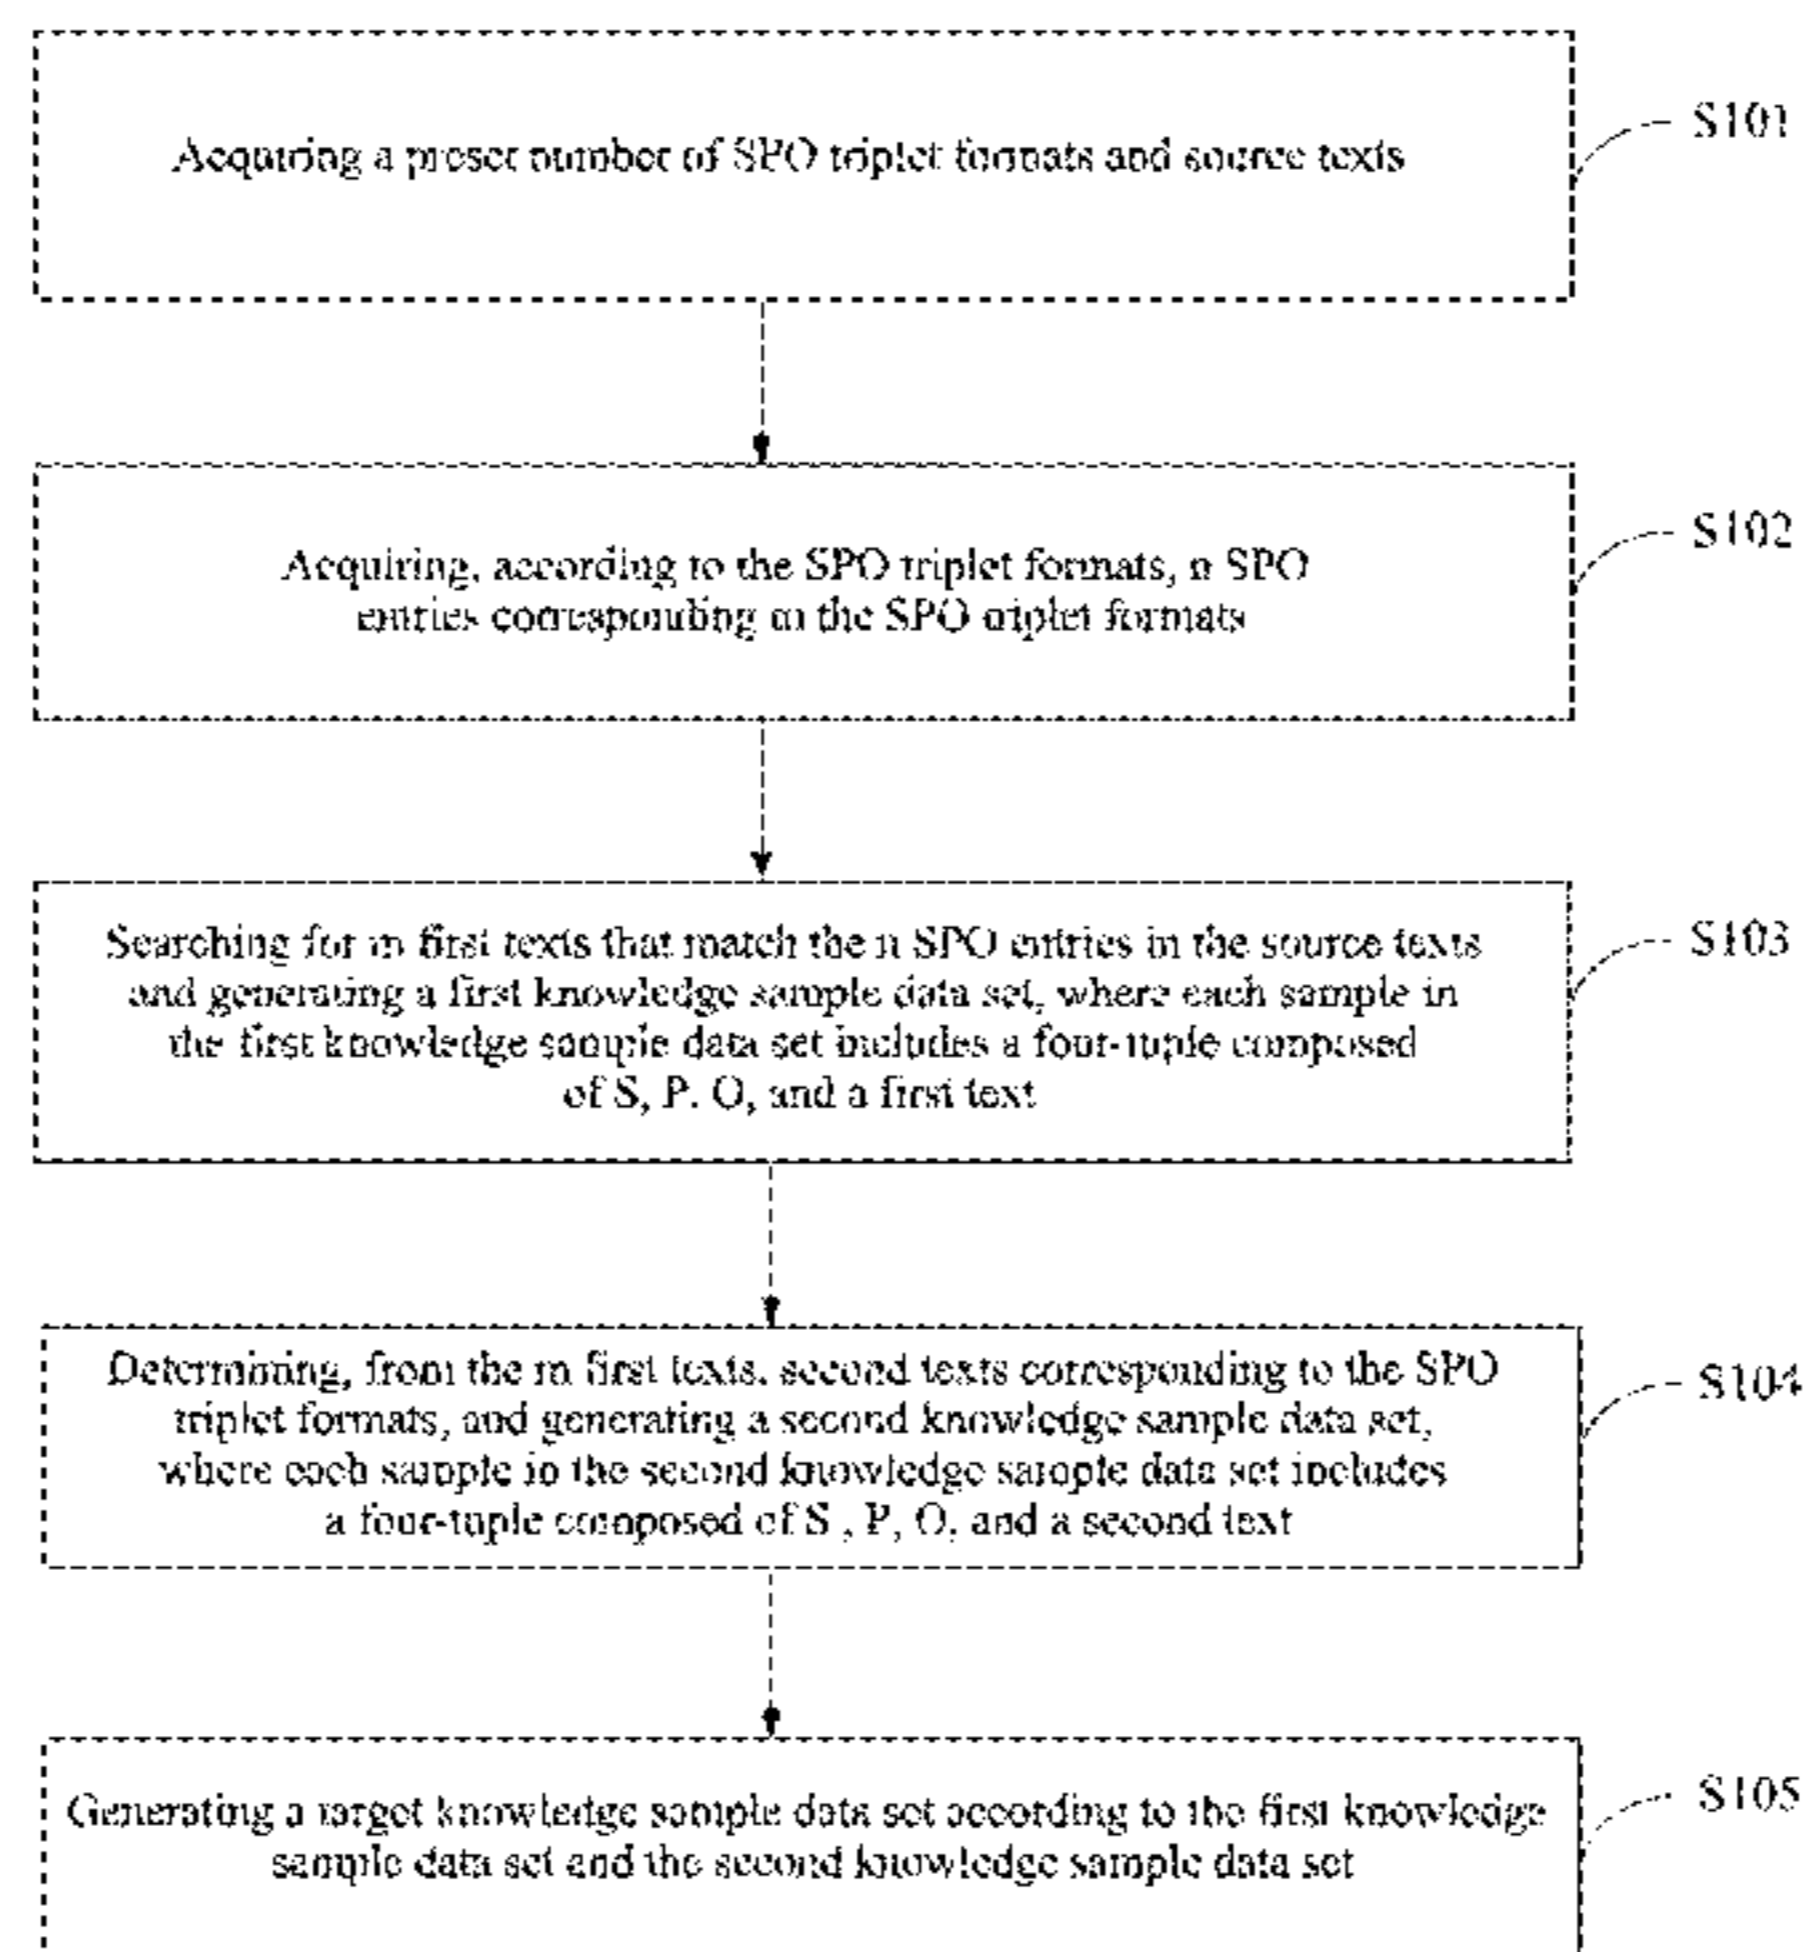 Acquiring a preset number of SPO triplet formats and source texts
S101
Acquiring, according to the SPO triplet formats, n SPO
entries corresponding to the SPO triplet formats
S102
Searching for m first texts that match the n SPO entries in the source texts
and generating a first knowledge sample data set, where each sample in
the first knowledge sample data set includes a four-tuple composed
of S, P, O, and a first text
S103
Determining, from the m first texts, second texts corresponding to the SPO
triplet formats, and generating a second knowledge sample data set,
where each sample in the second knowledge sample data set includes
a four-tuple composed of S , P, O, and a second text
S104
Generating a target knowledge sample data set according to the first knowledge
sample data set and the second knowledge sample data set
S105